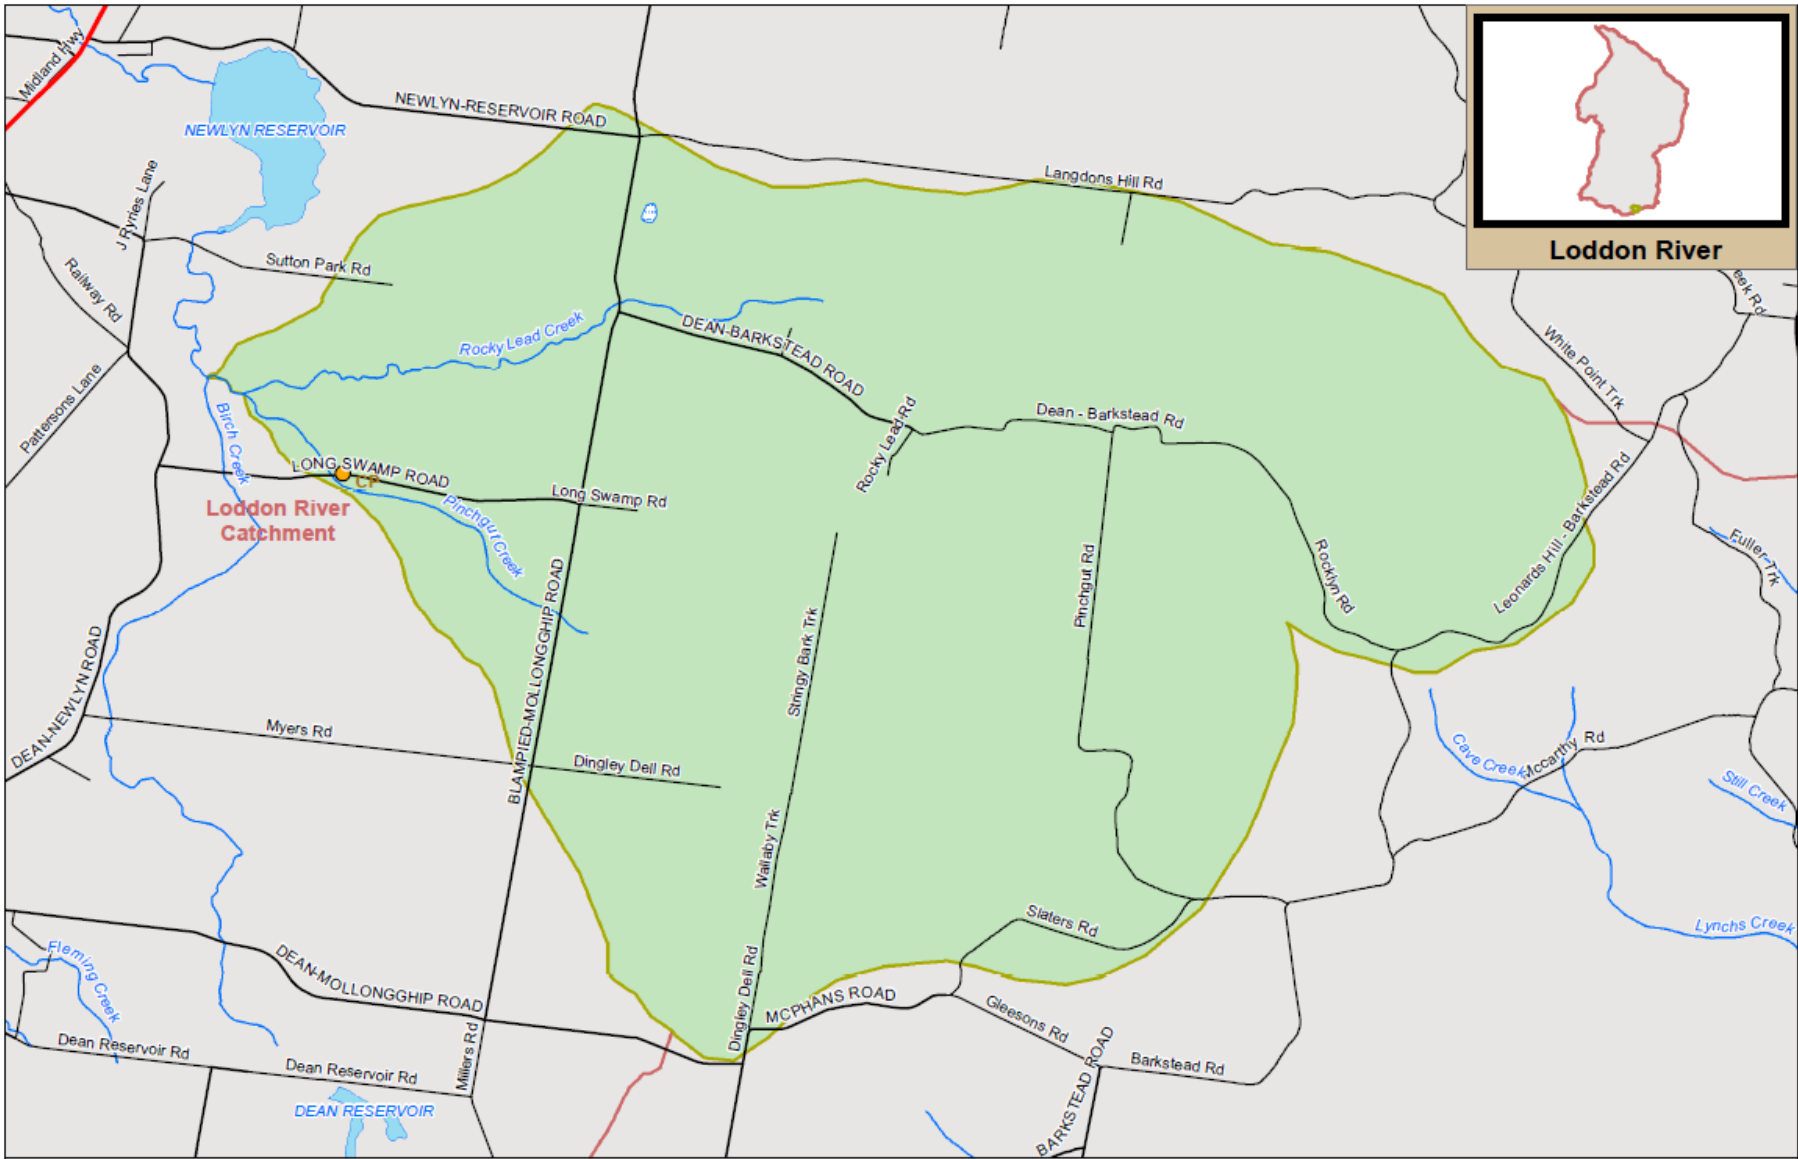 Midland Hwy
NEWLYN RESERVOIR
NEWLYN-RESERVOIR ROAD
Langdons Hill Rd
Loddon River
J Ryries Lane
Railway Rd
Sutton Park Rd
Rocky Lead Creek
DEAN-BARKSTEAD ROAD
eek Rd
White Point Trk
Pattersons Lane
Birch Creek
Rocky Lead Rd
Dean - Barkstead Rd
LONG SWAMP ROAD
CP
Long Swamp Rd
Loddon River
Catchment
Pinchgut Creek
Pinchgut Rd
Rocklyn Rd
Leonards Hill - Barkstead Rd
Fuller Trk
DEAN-NEWLYN ROAD
BLAMPIED-MOLLONGGHIP ROAD
Stringy Bark Trk
Myers Rd
Dingley Dell Rd
Cave Creek
Mccarthy Rd
Still Creek
Wallaby Trk
Slaters Rd
Lynchs Creek
Fleming Creek
DEAN-MOLLONGGHIP ROAD
Dingley Dell Rd
MCPHANS ROAD
Gleesons Rd
Dean Reservoir Rd
Dean Reservoir Rd
Millers Rd
BARKSTEAD ROAD
Barkstead Rd
DEAN RESERVOIR